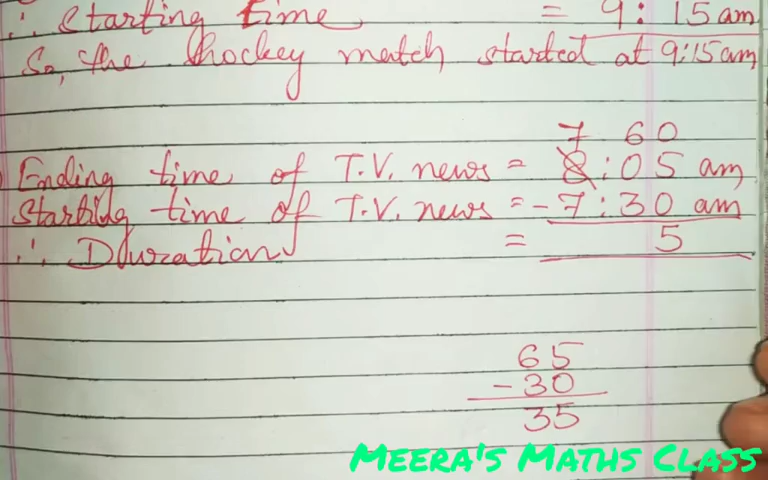 ∴ Starting time = 9:15 am
So, the hockey match started at 9:15 am
7 60
Ending time of T.V. news = 8:05 am
Starting time of T.V. news = - 7:30 am
∴ Duration = 5
65
- 30
35
MEERA'S MATHS CLASS